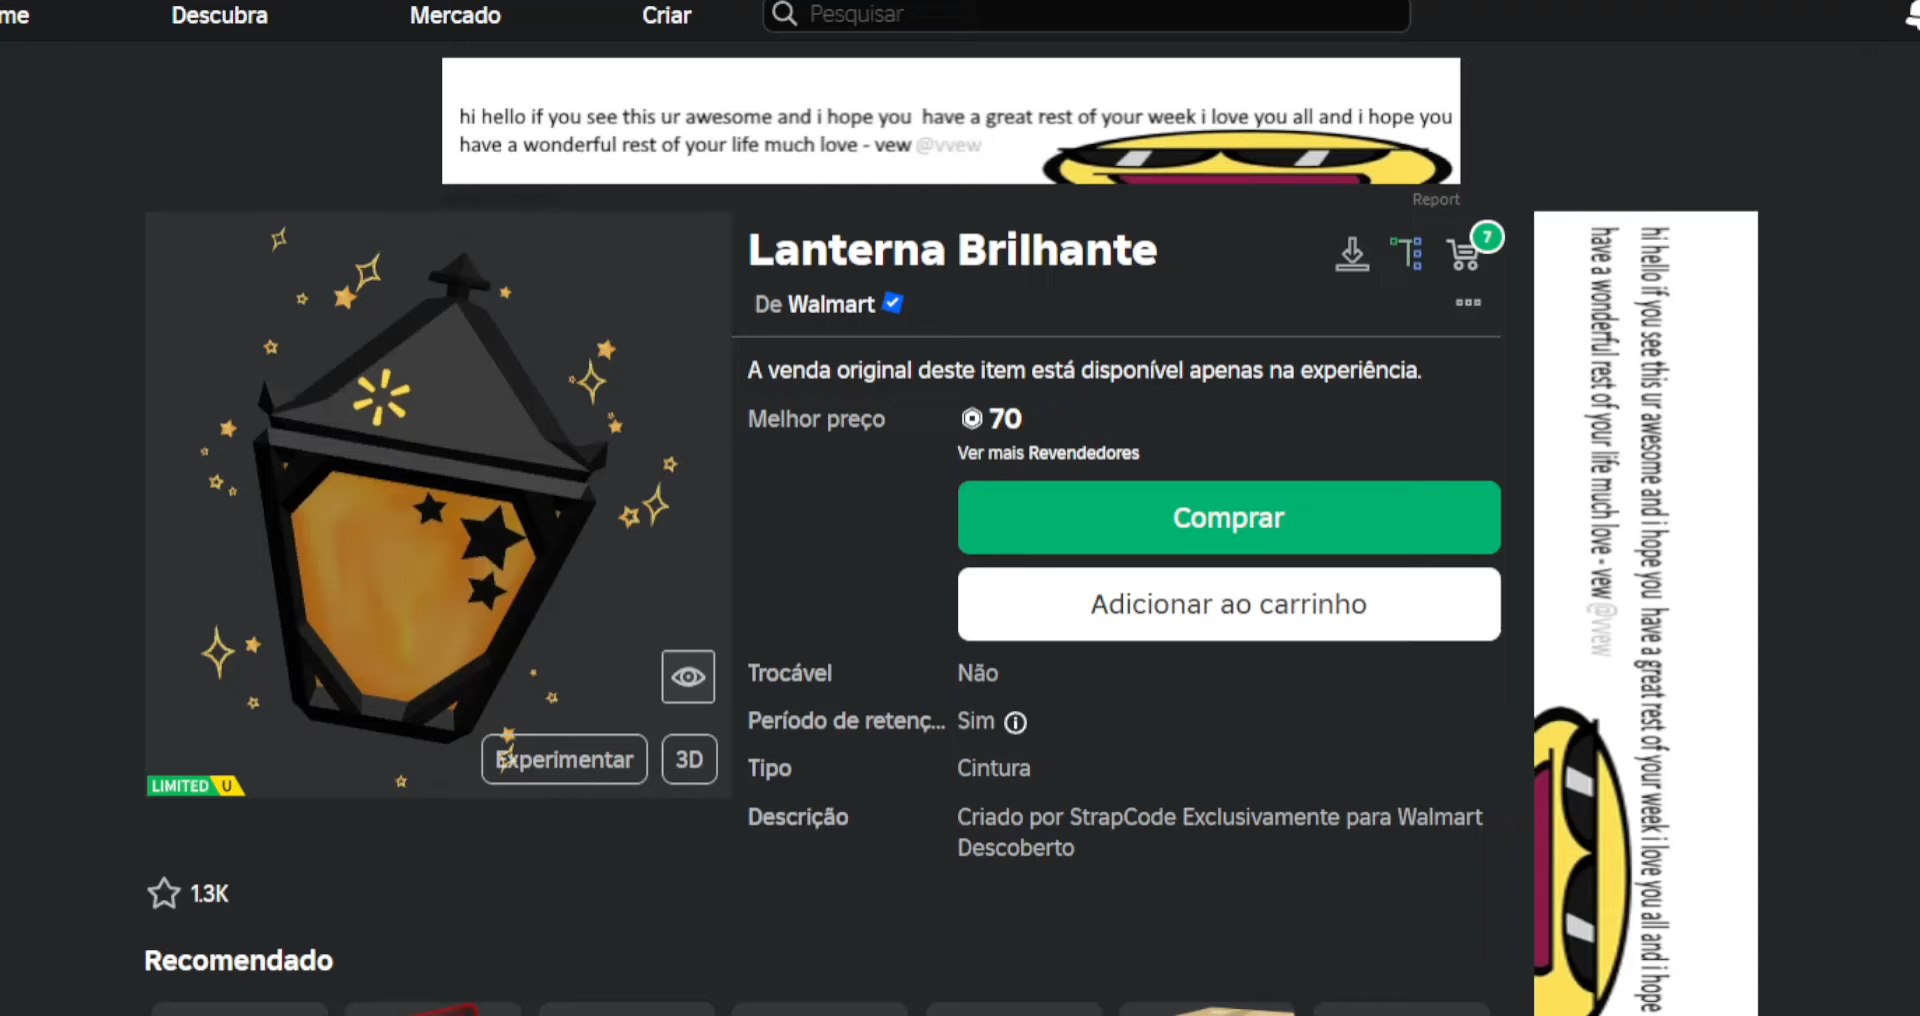 me
Descubra
Mercado
Criar
Pesquisar
hi hello if you see this ur awesome and i hope you have a great rest of your week i love you all and i hope you
have a wonderful rest of your life much love - vew @vvew
Report
Lanterna Brilhante
7
De Walmart
A venda original deste item está disponível apenas na experiência.
Melhor preço
70
Ver mais Revendedores
Comprar
Adicionar ao carrinho
Trocável
Não
Período de retenç...
Sim
Tipo
Cintura
Descrição
Criado por StrapCode Exclusivamente para Walmart
Descoberto
Experimentar
3D
LIMITED U
1.3K
Recomendado
hi hello if you see this ur awesome and i hope you have a great rest of your week i love you all and i hope
have a wonderful rest of your life much love - vew @vvew